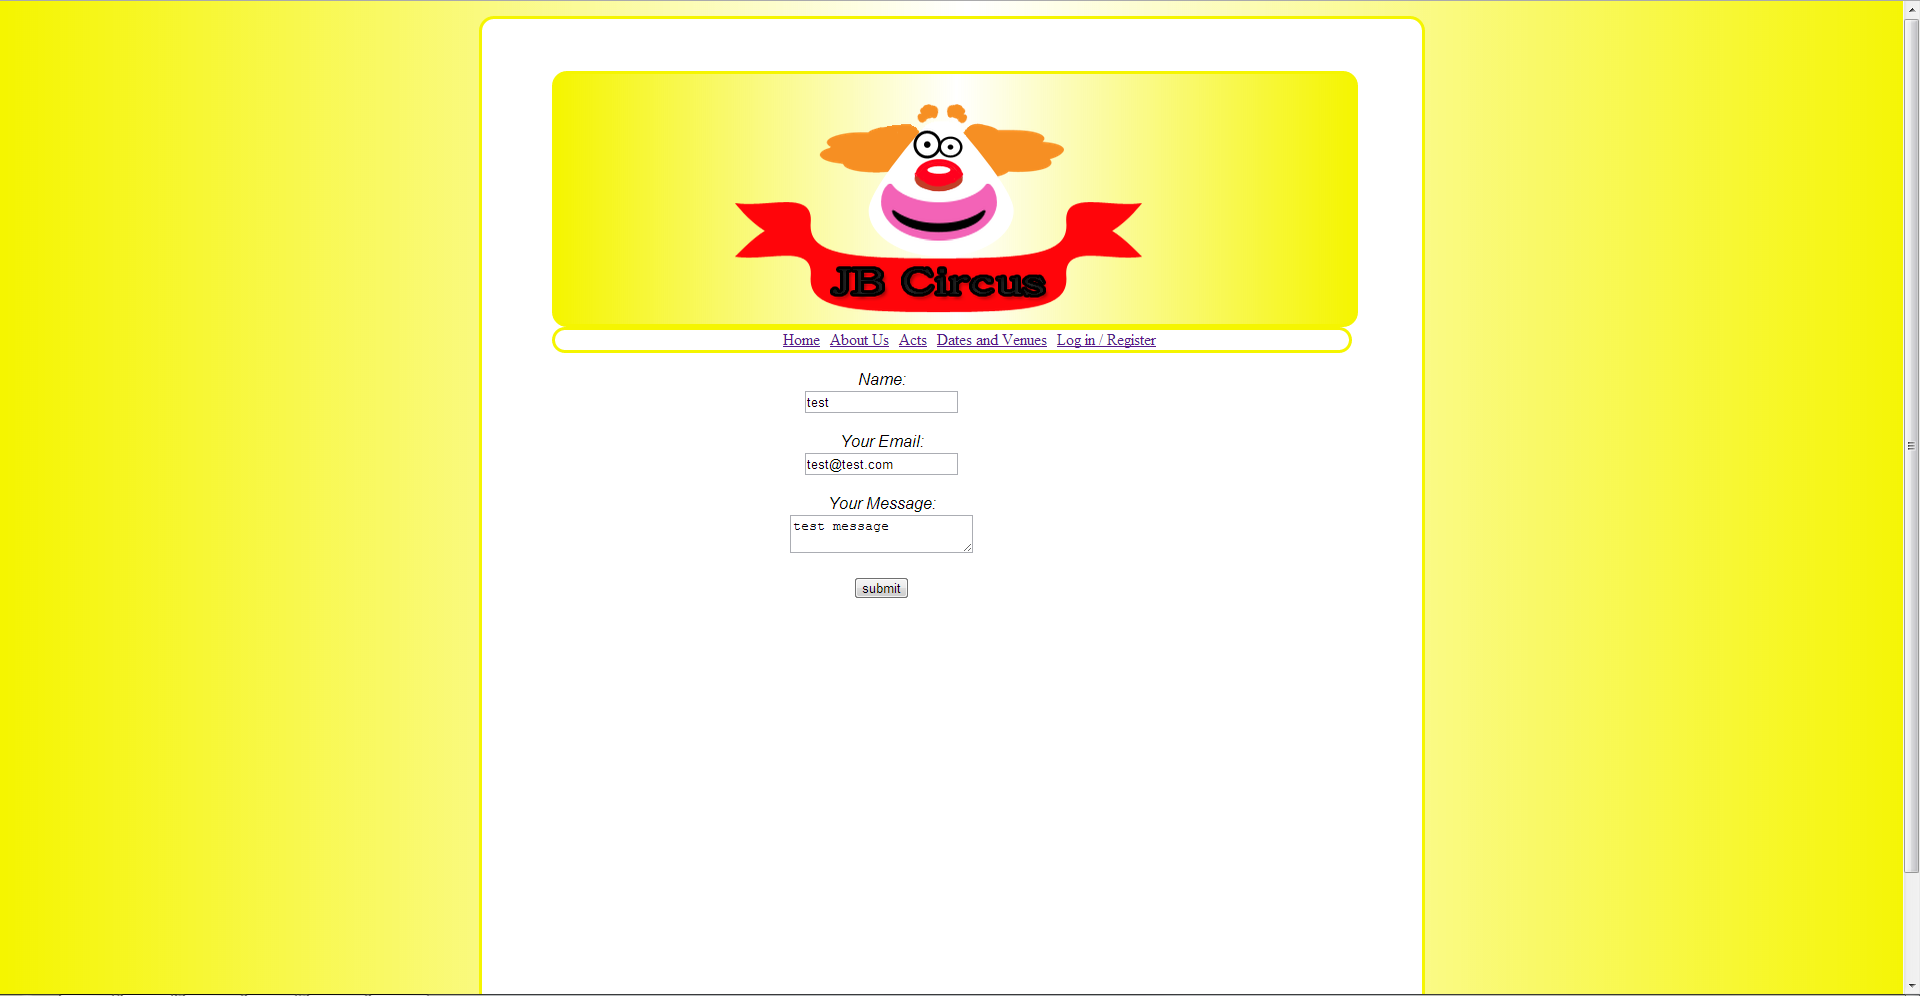 JB Circus
Home About Us Acts Dates and Venues Log in / Register
Name:
test
Your Email:
test@test.com
Your Message:
test message
submit